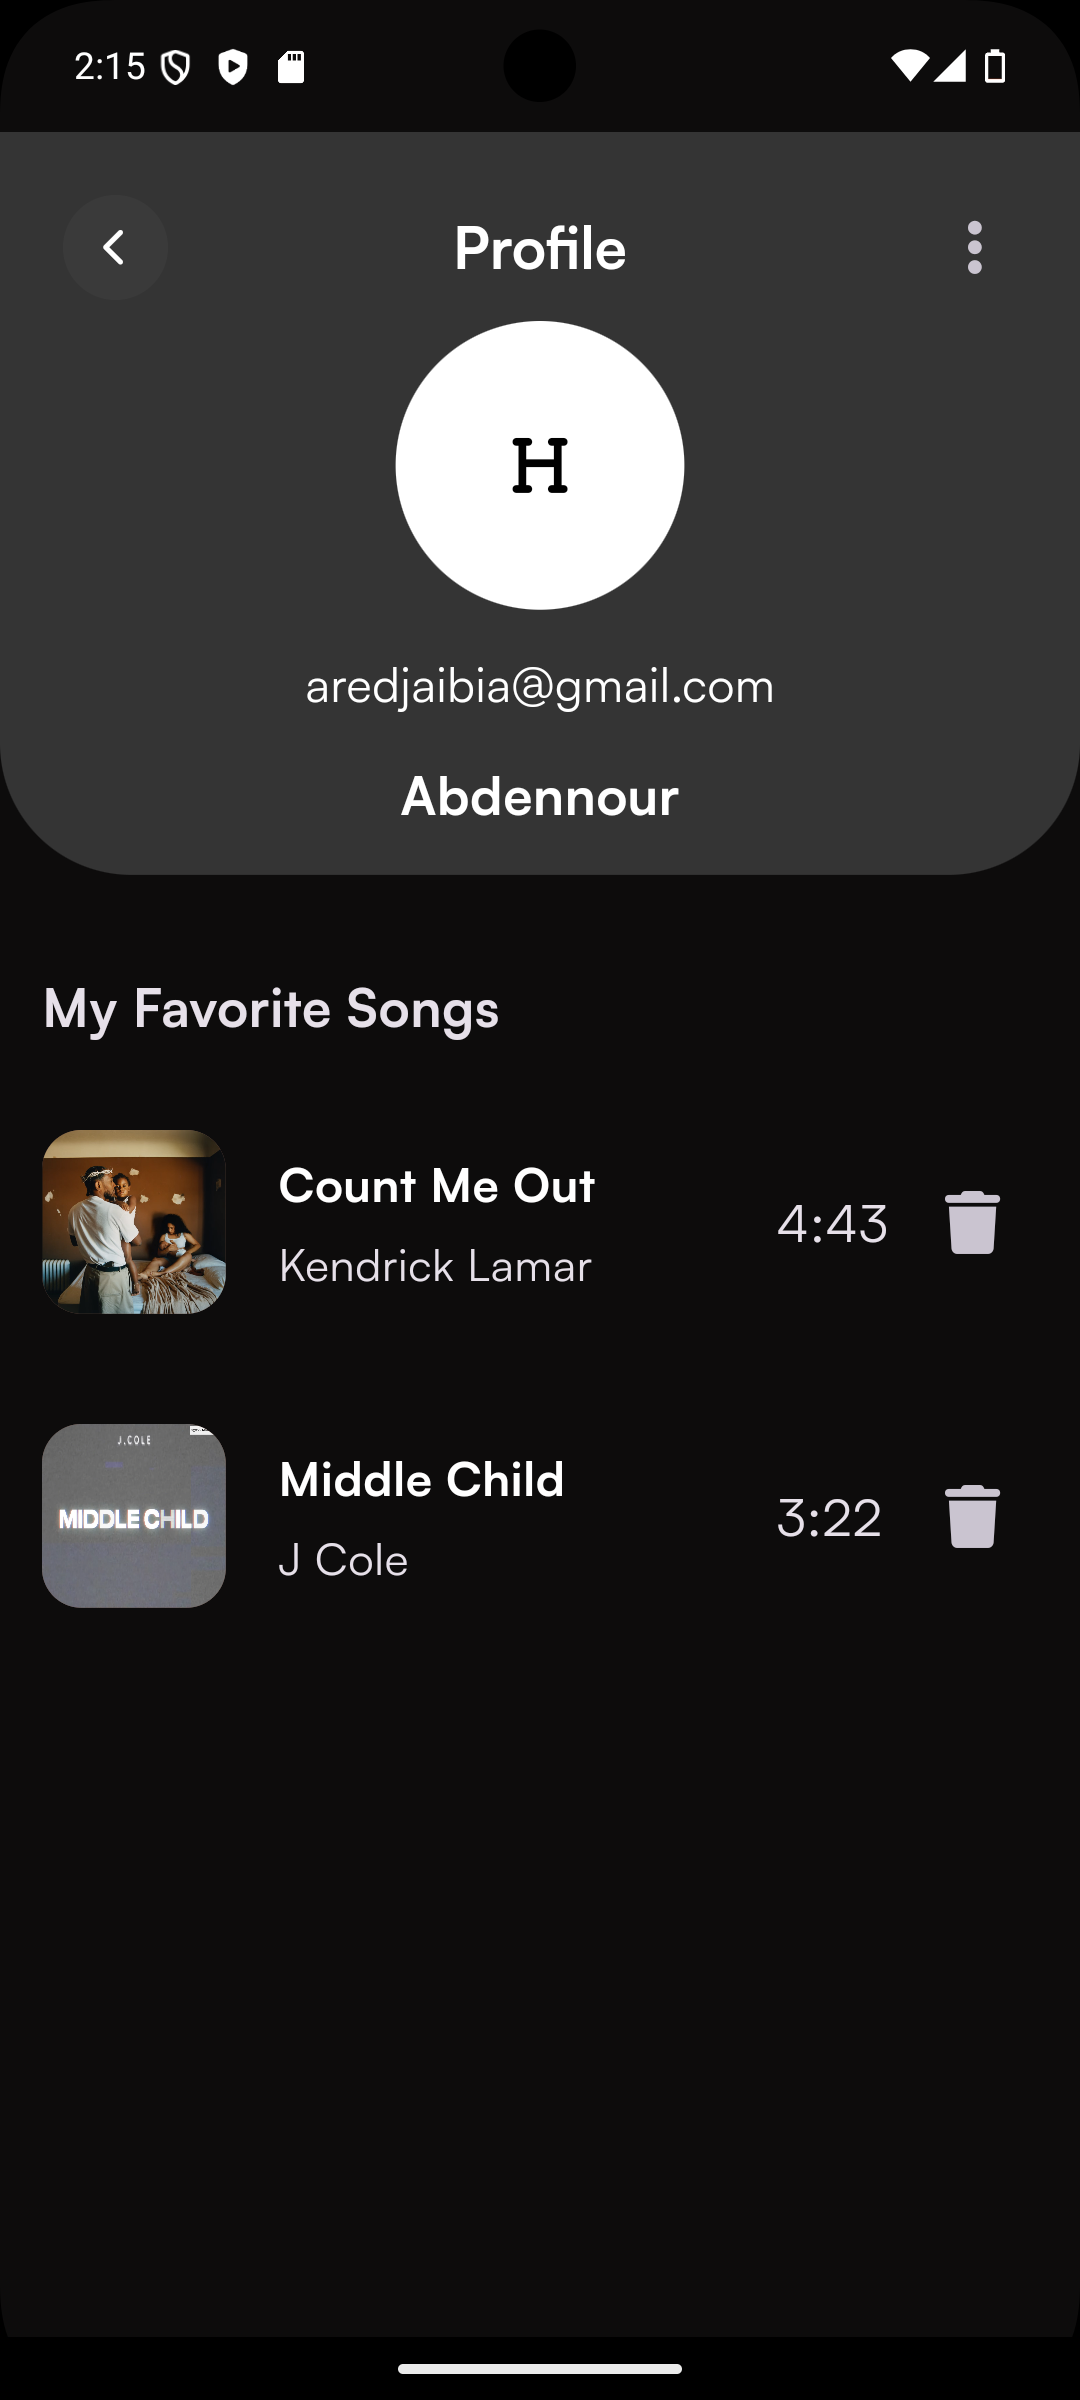 2:15
Profile
H
aredjaibia@gmail.com
Abdennour
My Favorite Songs
Count Me Out
Kendrick Lamar
4:43
J.COLE
MIDDLE CHILD
Middle Child
J Cole
3:22